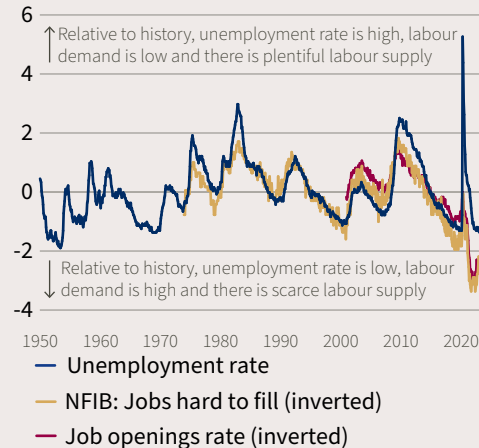 6
Relative to history, unemployment rate is high, labour
demand is low and there is plentiful labour supply
4
2
0
-2
Relative to history, unemployment rate is low, labour
demand is high and there is scarce labour supply
-4
1950 1960 1970 1980 1990 2000 2010 2020
Unemployment rate
NFIB: Jobs hard to fill (inverted)
Job openings rate (inverted)